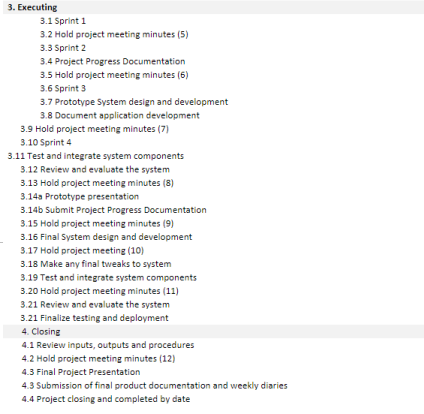 3. Executing
3.1 Sprint 1
3.2 Hold project meeting minutes (5)
3.3 Sprint 2
3.4 Project Progress Documentation
3.5 Hold project meeting minutes (6)
3.6 Sprint 3
3.7 Prototype System design and development
3.8 Document application development
3.9 Hold project meeting minutes (7)
3.10 Sprint 4
3.11 Test and integrate system components
3.12 Review and evaluate the system
3.13 Hold project meeting minutes (8)
3.14a Prototype presentation
3.14b Submit Project Progress Documentation
3.15 Hold project meeting minutes (9)
3.16 Final System design and development
3.17 Hold project meeting (10)
3.18 Make any final tweaks to system
3.19 Test and integrate system components
3.20 Hold project meeting minutes (11)
3.21 Review and evaluate the system
3.21 Finalize testing and deployment
4. Closing
4.1 Review inputs, outputs and procedures
4.2 Hold project meeting minutes (12)
4.3 Final Project Presentation
4.3 Submission of final product documentation and weekly diaries
4.4 Project closing and completed by date